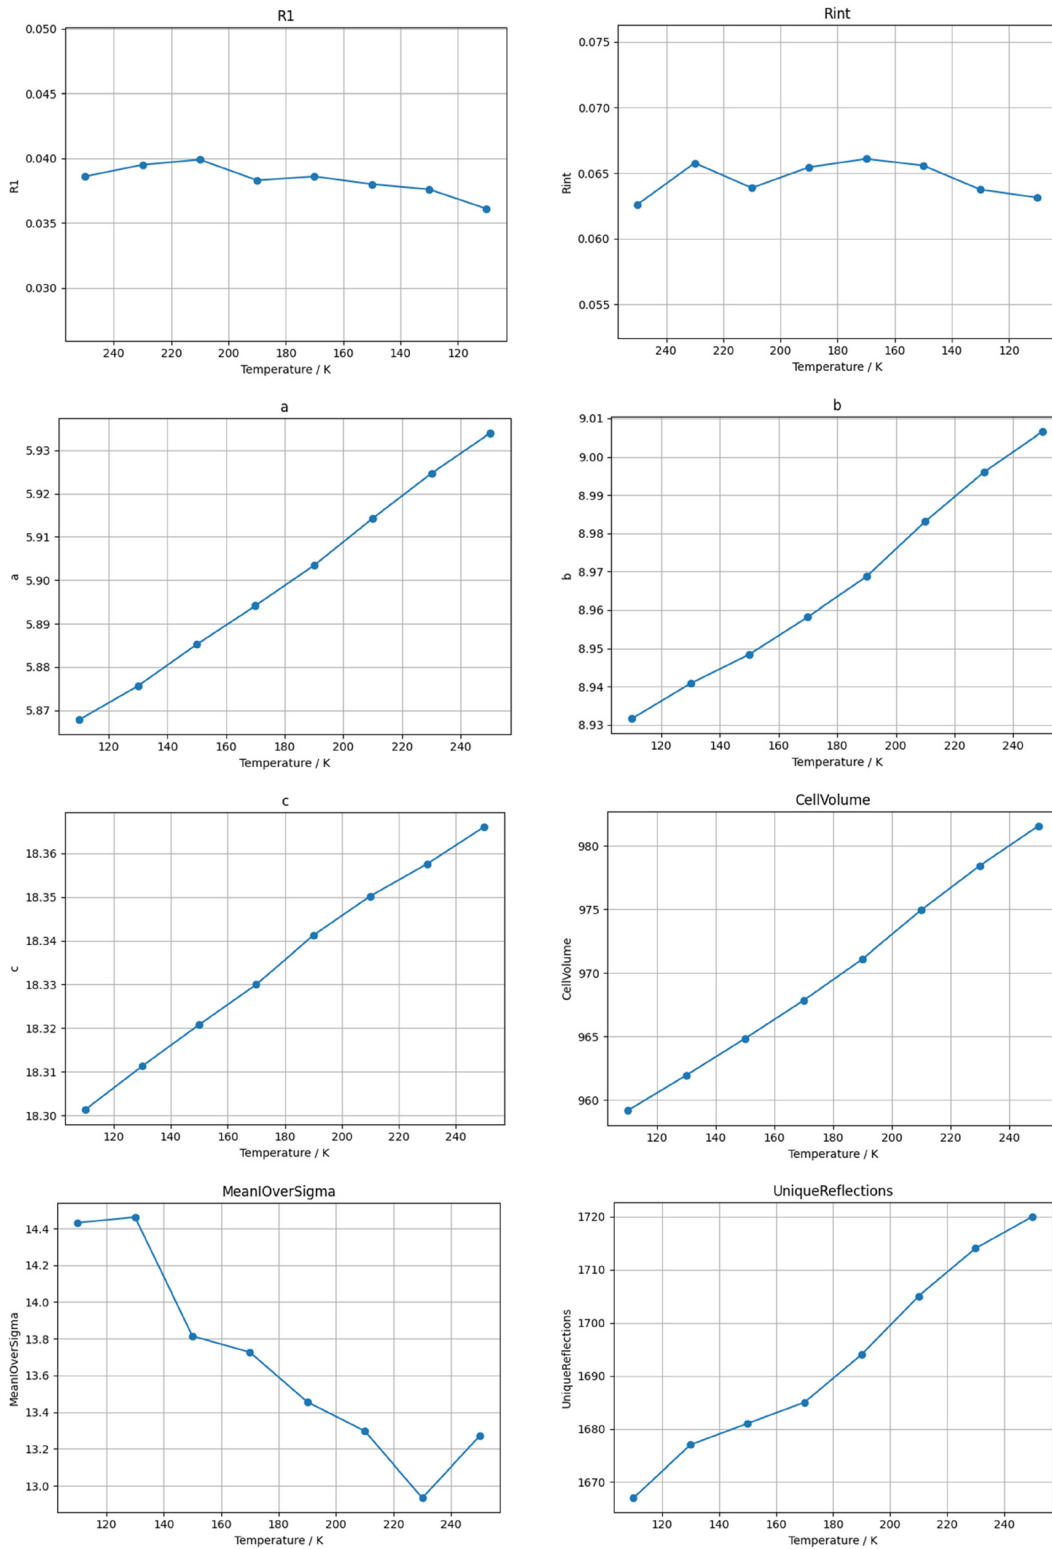 R1
0.050
0.045
0.040
0.035
0.030
R1
240 220 200 180 160 140 120
Temperature / K
Rint
0.075
0.070
0.065
0.060
0.055
Rint
240 220 200 180 160 140 120
Temperature / K
a
5.93
5.92
5.91
5.90
5.89
5.88
5.87
a
120 140 160 180 200 220 240
Temperature / K
b
9.01
9.00
8.99
8.98
8.97
8.96
8.95
8.94
8.93
b
120 140 160 180 200 220 240
Temperature / K
c
18.36
18.35
18.34
18.33
18.32
18.31
18.30
c
120 140 160 180 200 220 240
Temperature / K
CellVolume
980
975
970
965
960
CellVolume
120 140 160 180 200 220 240
Temperature / K
MeanIOverSigma
14.4
14.2
14.0
13.8
13.6
13.4
13.2
13.0
MeanIOverSigma
120 140 160 180 200 220 240
Temperature / K
UniqueReflections
1720
1710
1700
1690
1680
1670
UniqueReflections
120 140 160 180 200 220 240
Temperature / K